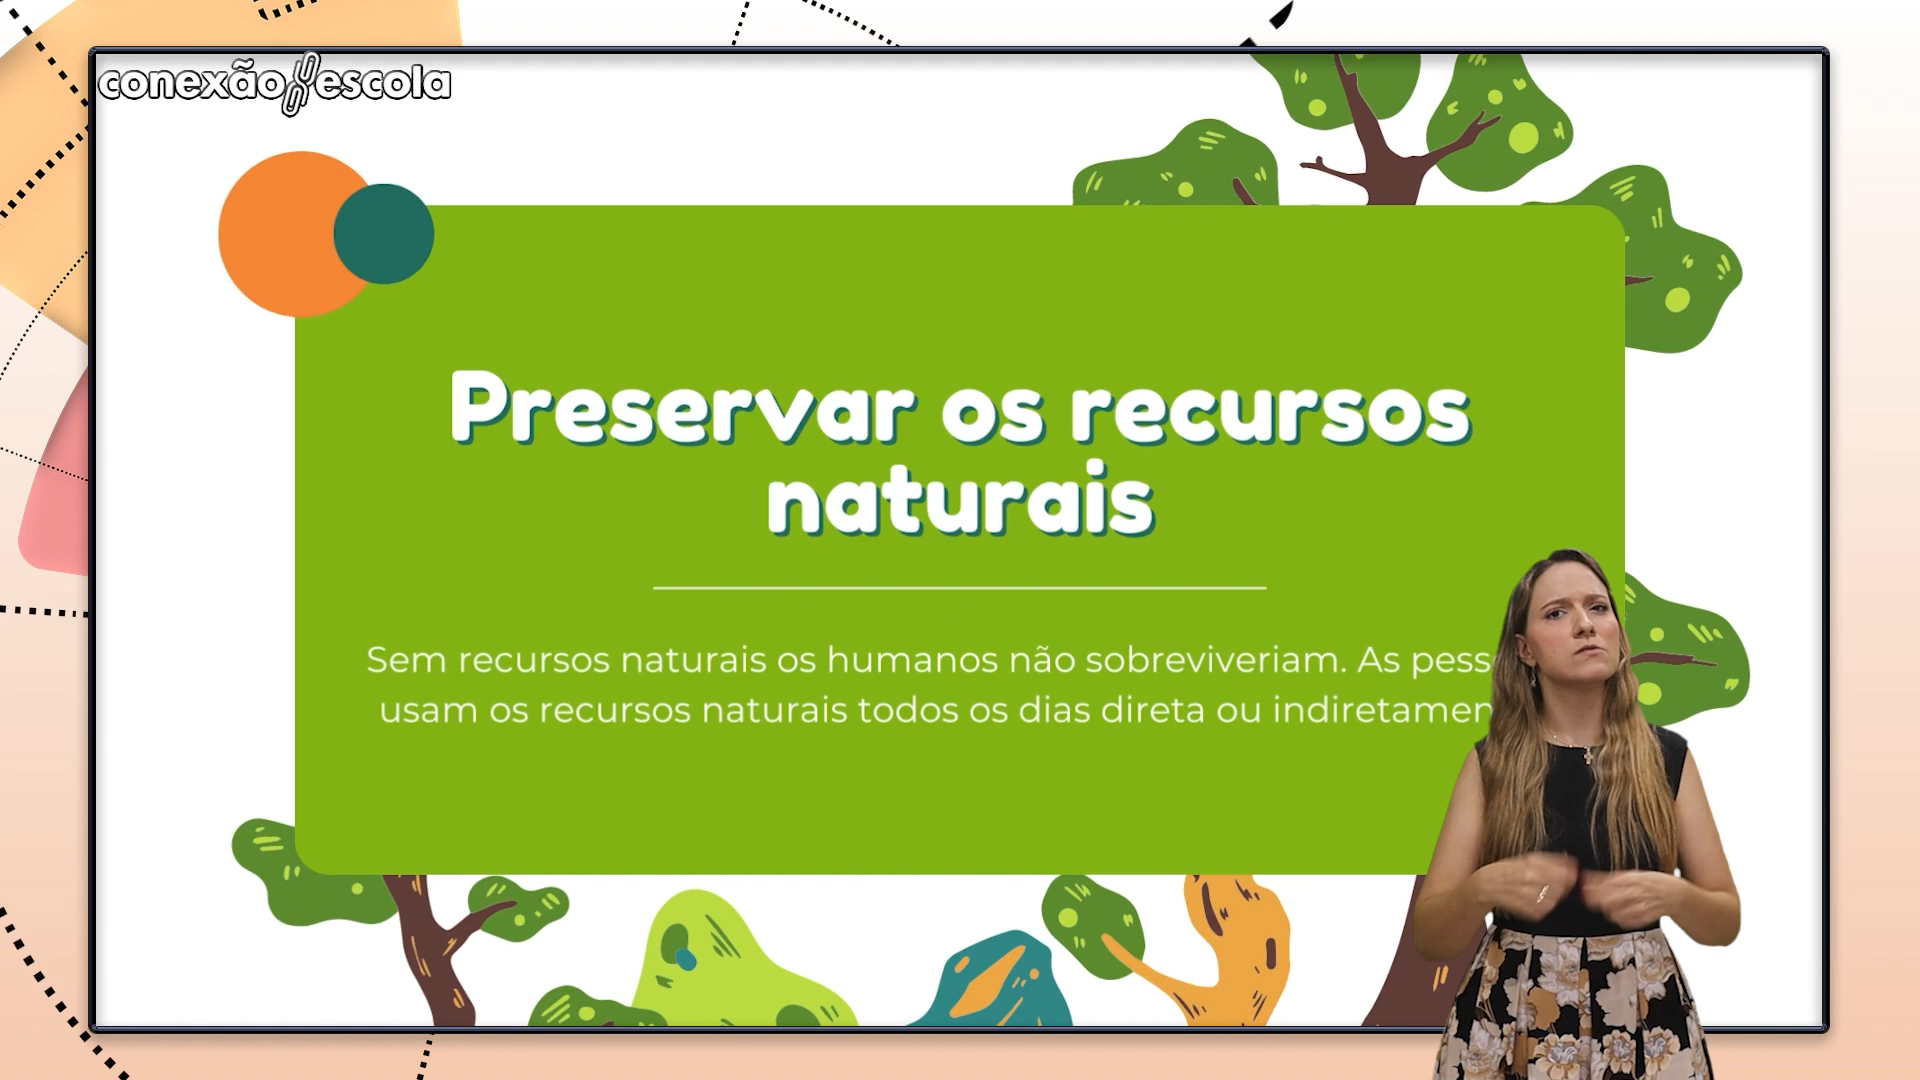 conexão escola
Preservar os recursos
naturais
Sem recursos naturais os humanos não sobreviveriam. As
usam os recursos naturais todos os dias direta ou